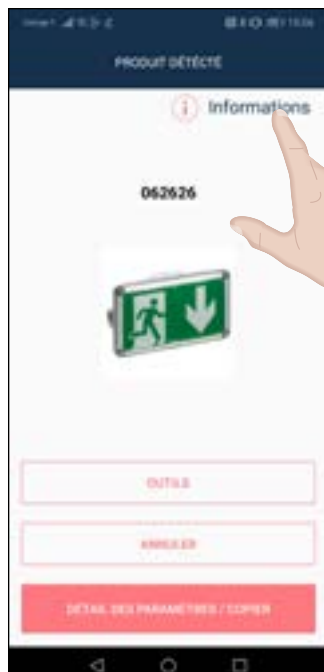 PRODUIT DÉTECTÉ
Informations
062626
OUTILS
ANNULER
DÉTAIL DES PARAMÈTRES / COPIER